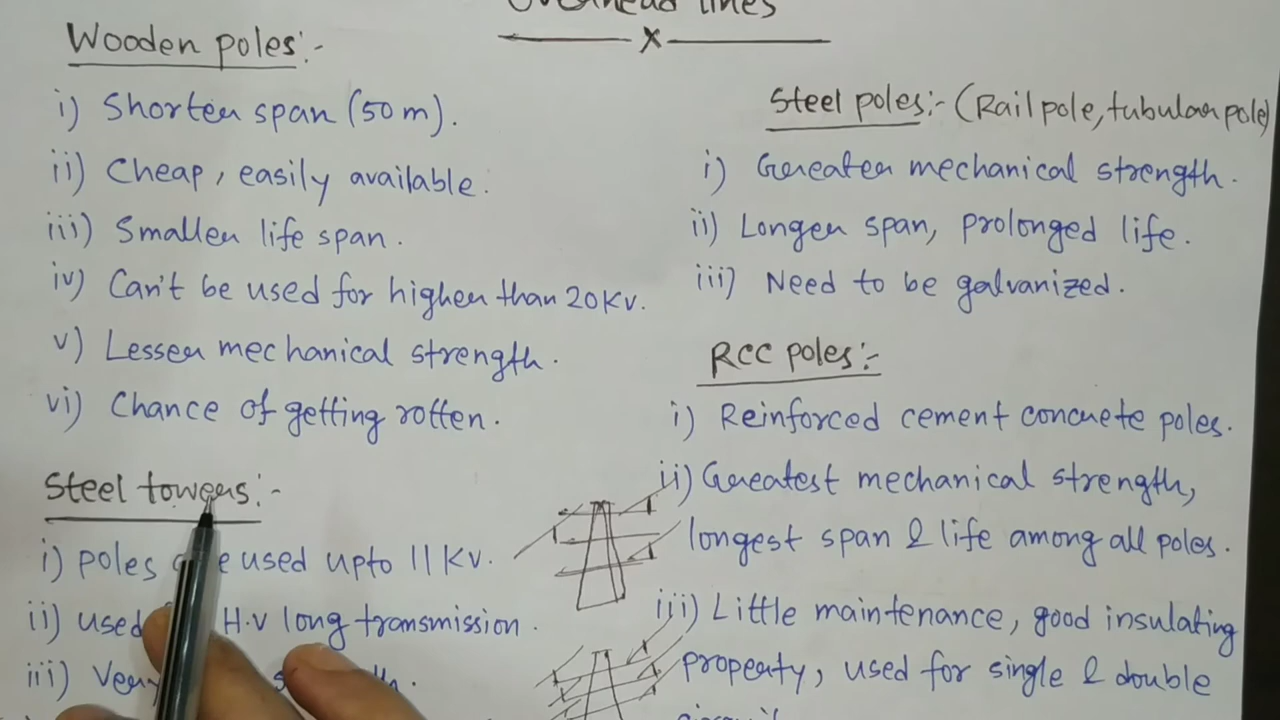 Overhead lines
Wooden poles:-
i) Shorter span (50 m).
ii) Cheap, easily available.
iii) Smaller life span.
iv) Can't be used for higher than 20KV.
v) Lesser mechanical strength.
vi) Chance of getting rotten.
Steel towers:-
i) poles are used upto 11 KV.
ii) used H.V long transmission.
iii) Very
Steel poles:- (Rail pole, tubular pole)
i) Greater mechanical strength.
ii) Longer span, prolonged life.
iii) Need to be galvanized.
RCC poles:-
i) Reinforced cement concrete poles.
ii) Greatest mechanical strength,
longest span & life among all poles.
iii) Little maintenance, good insulating
property, used for single & double